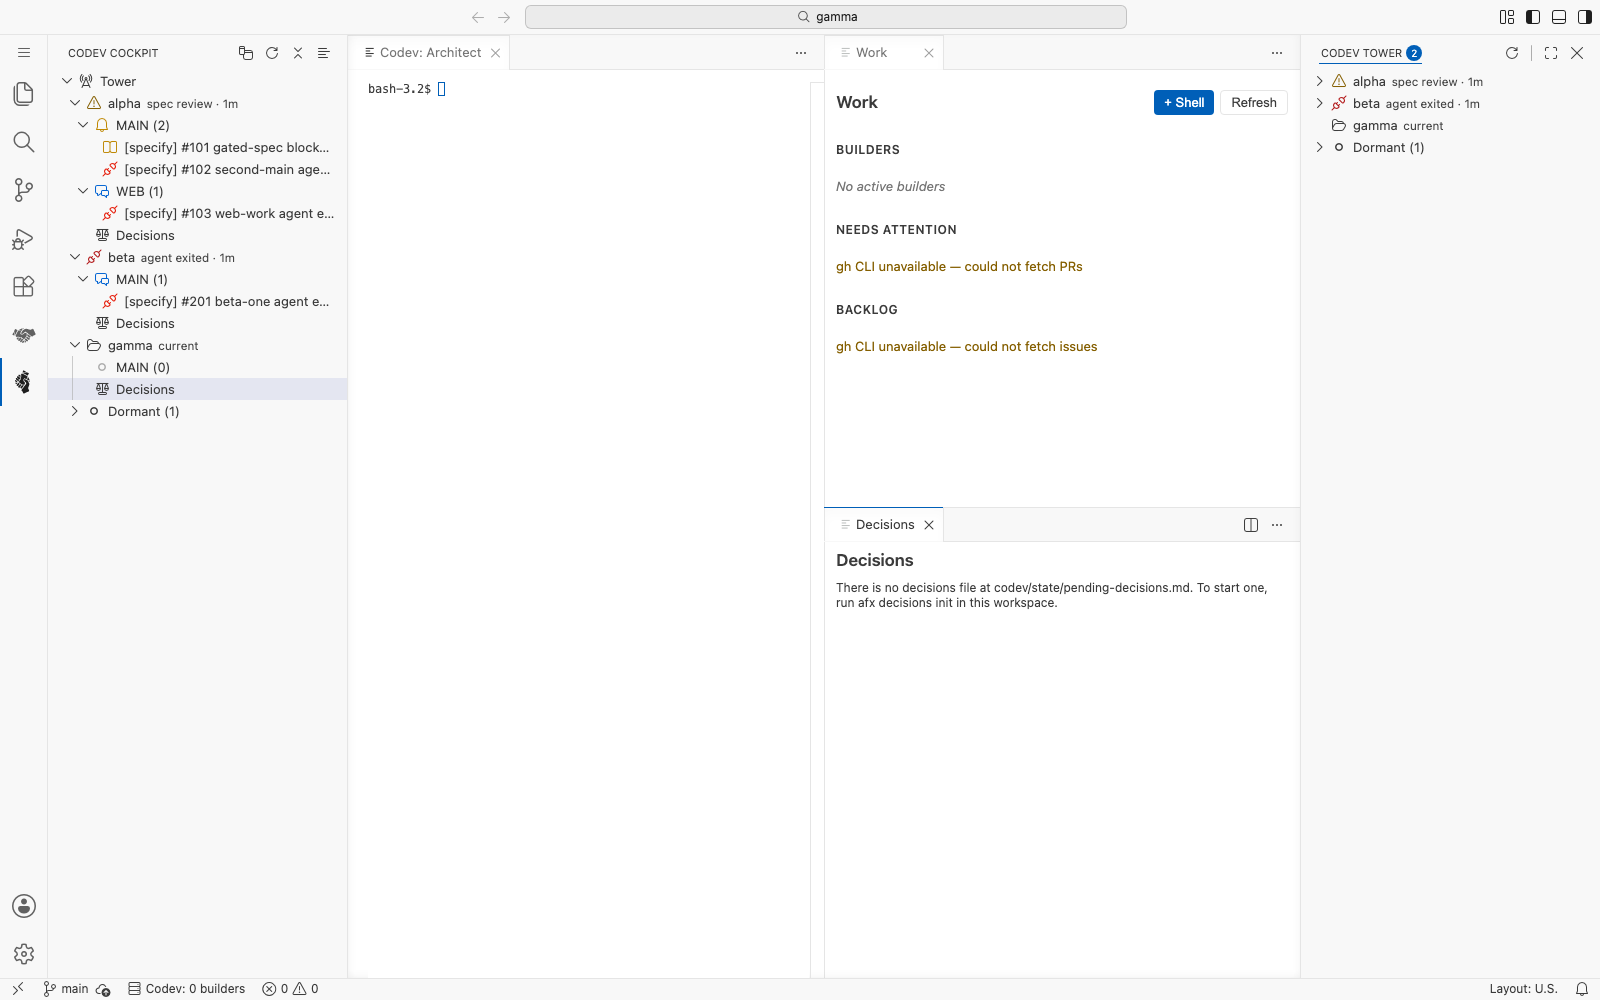 gamma
CODEV COCKPIT
Tower
alpha spec review · 1m
MAIN (2)
[specify] #101 gated-spec block...
[specify] #102 second-main age...
WEB (1)
[specify] #103 web-work agent e...
Decisions
beta agent exited · 1m
MAIN (1)
[specify] #201 beta-one agent e...
Decisions
gamma current
MAIN (0)
Decisions
Dormant (1)
Codev: Architect
bash-3.2$
Work
Work
+ Shell
Refresh
BUILDERS
No active builders
NEEDS ATTENTION
gh CLI unavailable — could not fetch PRs
BACKLOG
gh CLI unavailable — could not fetch issues
Decisions
Decisions
There is no decisions file at codev/state/pending-decisions.md. To start one,
run afx decisions init in this workspace.
CODEV TOWER 2
alpha spec review · 1m
beta agent exited · 1m
gamma current
Dormant (1)
main
Codev: 0 builders
0
0
Layout: U.S.